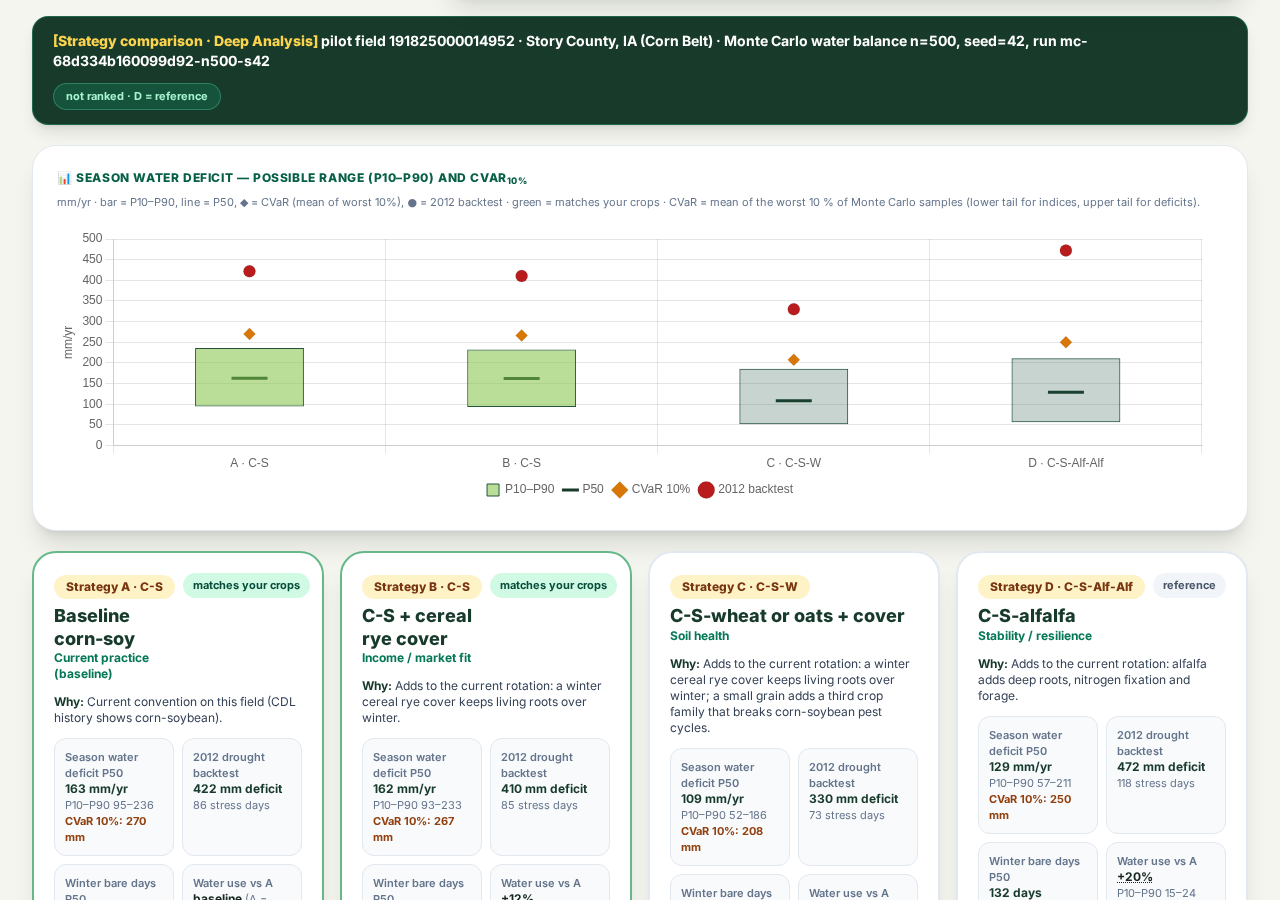 [Strategy comparison · Deep Analysis] pilot field 191825000014952 · Story County, IA (Corn Belt) · Monte Carlo water balance n=500, seed=42, run mc-
68d334b160099d92-n500-s42
not ranked · D = reference
📊 SEASON WATER DEFICIT — POSSIBLE RANGE (P10–P90) AND CVAR10%
mm/yr · bar = P10–P90, line = P50, ◆ = CVaR (mean of worst 10%), ● = 2012 backtest · green = matches your crops · CVaR = mean of the worst 10 % of Monte Carlo samples (lower tail for indices, upper tail for deficits).
500
450
400
350
300
250
200
150
100
50
0
mm/yr
A · C-S
B · C-S
C · C-S-W
D · C-S-Alf-Alf
P10–P90
P50
CVaR 10%
2012 backtest
Strategy A · C-S
matches your crops
Baseline
corn-soy
Current practice
(baseline)
Why: Current convention on this field (CDL
history shows corn-soybean).
Season water
deficit P50
163 mm/yr
P10–P90 95–236
CVaR 10%: 270
mm
2012 drought
backtest
422 mm deficit
86 stress days
Winter bare days
P50
Water use vs A
baseline (A =
Strategy B · C-S
matches your crops
C-S + cereal
rye cover
Income / market fit
Why: Adds to the current rotation: a winter
cereal rye cover keeps living roots over
winter.
Season water
deficit P50
162 mm/yr
P10–P90 93–233
CVaR 10%: 267
mm
2012 drought
backtest
410 mm deficit
85 stress days
Winter bare days
P50
Water use vs A
+12%
Strategy C · C-S-W
C-S-wheat or oats + cover
Soil health
Why: Adds to the current rotation: a winter
cereal rye cover keeps living roots over
winter; a small grain adds a third crop
family that breaks corn-soybean pest
cycles.
Season water
deficit P50
109 mm/yr
P10–P90 52–186
CVaR 10%: 208
mm
2012 drought
backtest
330 mm deficit
73 stress days
Winter bare days
Water use vs A
Strategy D · C-S-Alf-Alf
reference
C-S-alfalfa
Stability / resilience
Why: Adds to the current rotation: alfalfa
adds deep roots, nitrogen fixation and
forage.
Season water
deficit P50
129 mm/yr
P10–P90 57–211
CVaR 10%: 250
mm
2012 drought
backtest
472 mm deficit
118 stress days
Winter bare days
P50
132 days
Water use vs A
+20%
P10–P90 15–24